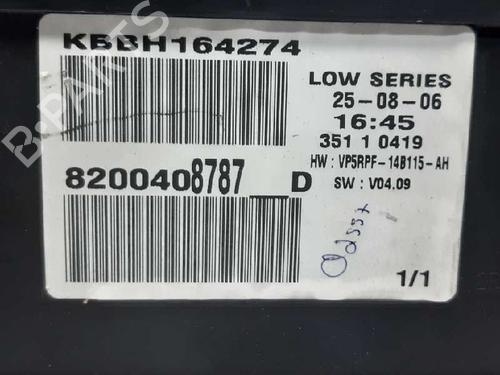 KBBH164274
LOW SERIES
25-08-06
16:45
351 1 0419
HW : VP5RPF-14B115-AH
SW : V04.09
8200408787__D
1/1
B-PARTS